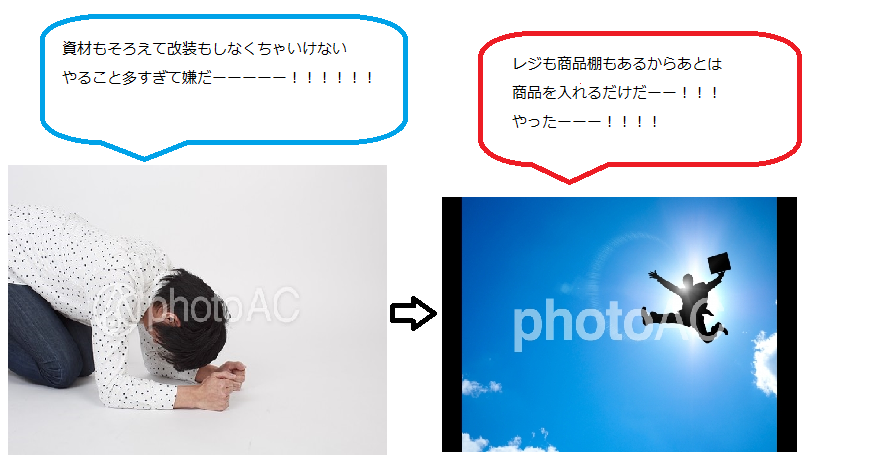 資材もそろえて改装もしなくちゃいけない
やること多すぎて嫌だーーーーー！！！！！！
レジも商品棚もあるからあとは
商品を入れるだけだーー！！！
やったーーー！！！！
photoAC
photoAC